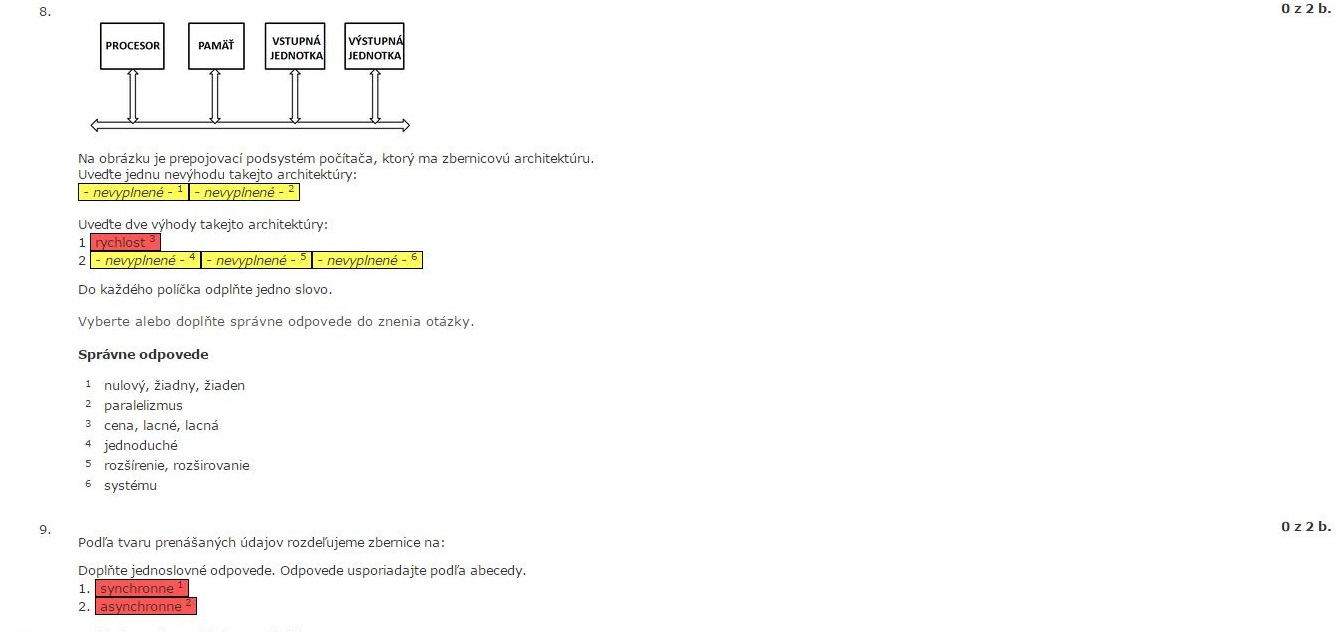 8.
0 z 2 b.
PROCESOR
PAMÄŤ
VSTUPNÁ JEDNOTKA
VÝSTUPNÁ JEDNOTKA
Na obrázku je prepojovací podsystém počítača, ktorý ma zbernicovú architektúru.
Uveďte jednu nevýhodu takejto architektúry:
- nevyplnené - 1 - nevyplnené - 2
Uveďte dve výhody takejto architektúry:
1 rychlost 3
2 - nevyplnené - 4 - nevyplnené - 5 - nevyplnené - 6
Do každého políčka odplňte jedno slovo.
Vyberte alebo doplňte správne odpovede do znenia otázky.
Správne odpovede
1 nulový, žiadny, žiaden
2 paralelizmus
3 cena, lacné, lacná
4 jednoduché
5 rozšírenie, rozširovanie
6 systému
9.
0 z 2 b.
Podľa tvaru prenášaných údajov rozdeľujeme zbernice na:
Doplňte jednoslovné odpovede. Odpovede usporiadajte podľa abecedy.
1. synchronne 1
2. asynchronne 2